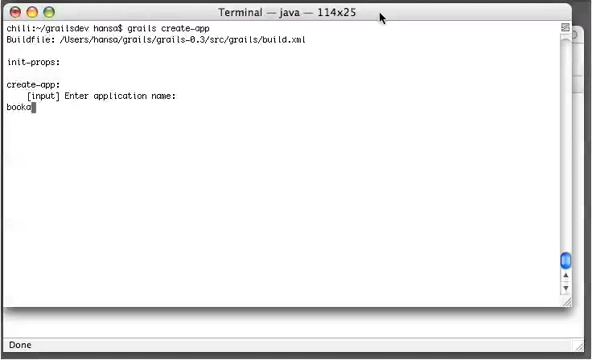 Terminal — java — 114x25
chili:~/grailsdev hansa$ grails create-app
Buildfile: /Users/hansa/grails/grails-0.3/src/grails/build.xml
init-props:
create-app:
[input] Enter application name:
booka
Done